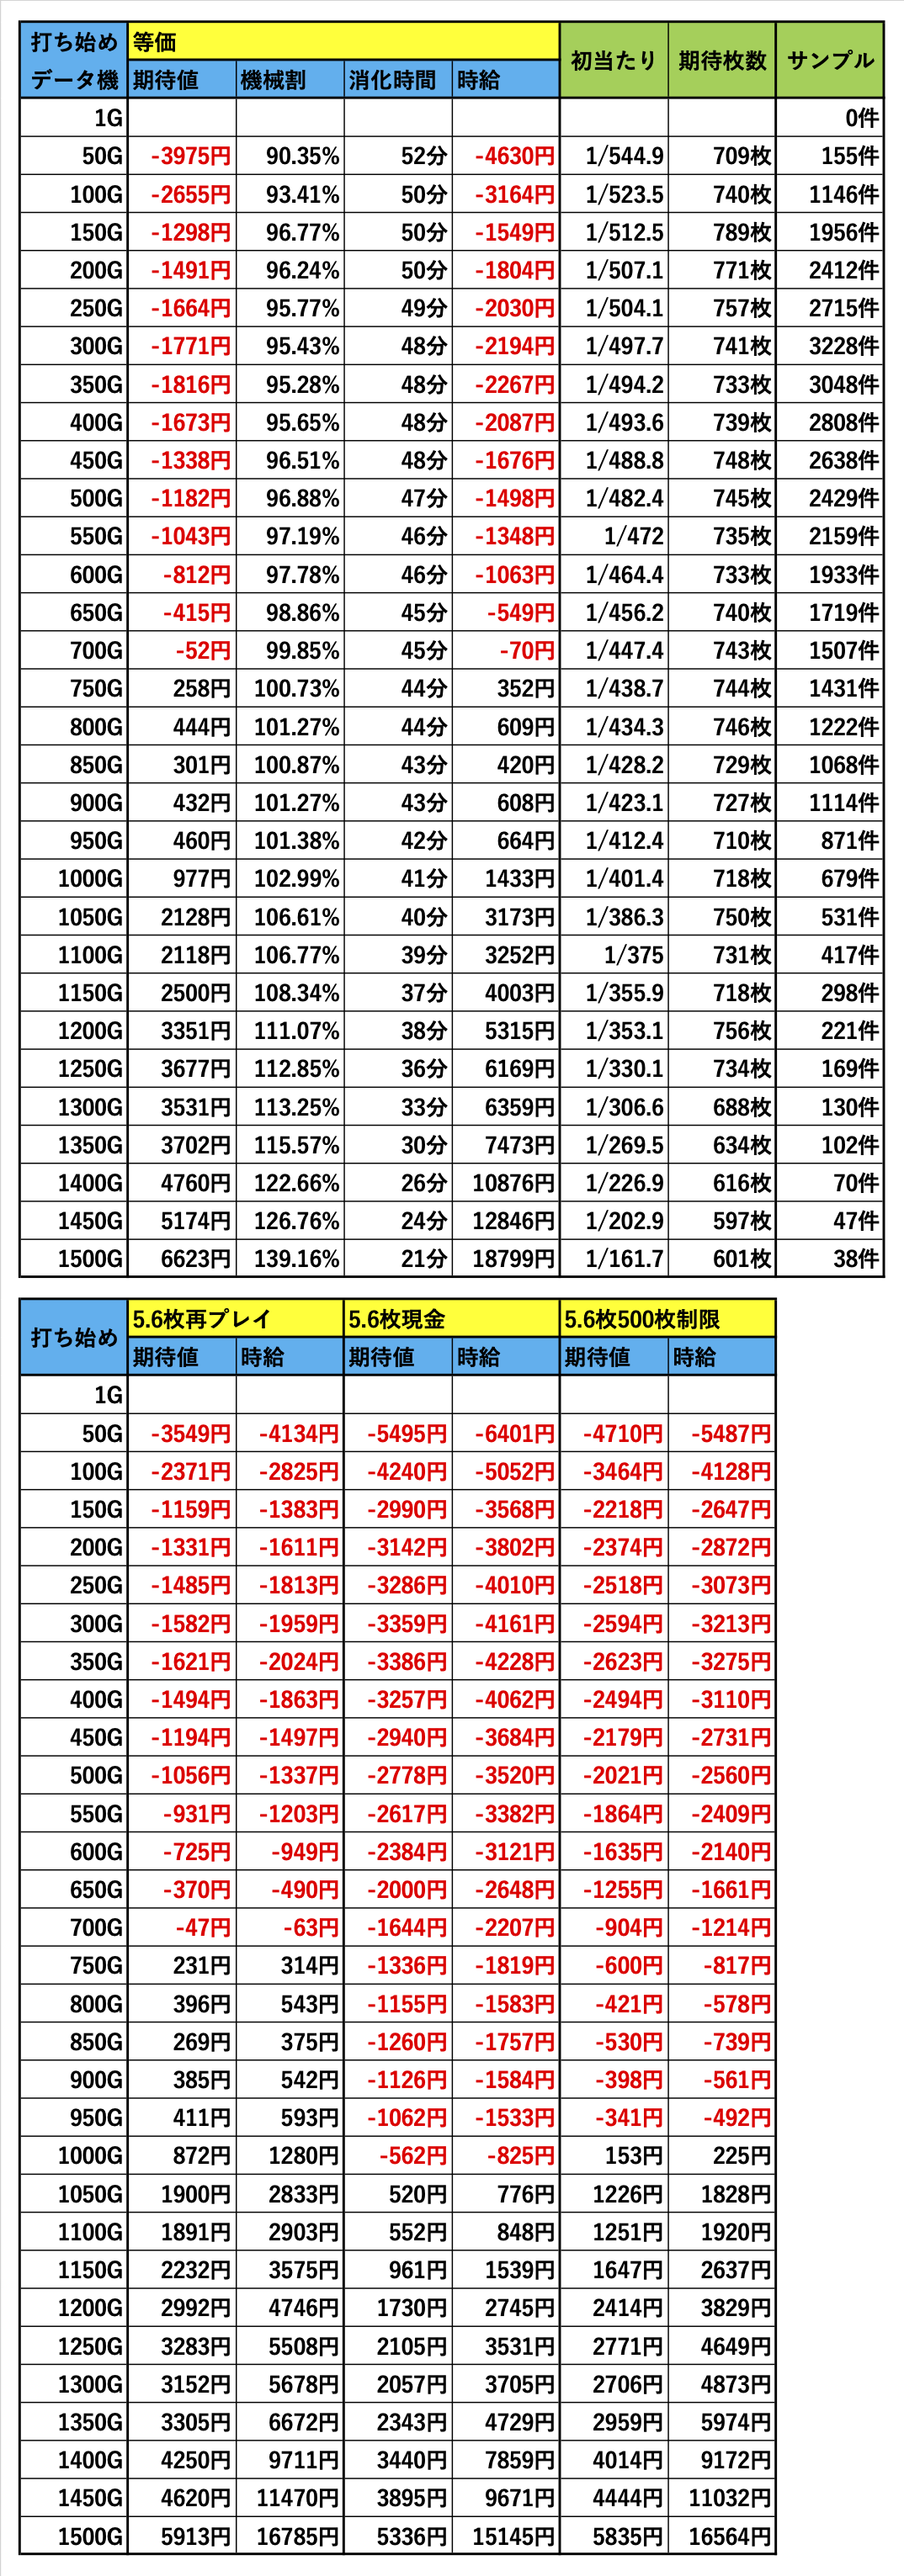 打ち始め 等価 初当たり 期待枚数 サンプル
データ機 期待値 機械割 消化時間 時給
1G 0件
50G -3975円 90.35% 52分 -4630円 1/544.9 709枚 155件
100G -2655円 93.41% 50分 -3164円 1/523.5 740枚 1146件
150G -1298円 96.77% 50分 -1549円 1/512.5 789枚 1956件
200G -1491円 96.24% 50分 -1804円 1/507.1 771枚 2412件
250G -1664円 95.77% 49分 -2030円 1/504.1 757枚 2715件
300G -1771円 95.43% 48分 -2194円 1/497.7 741枚 3228件
350G -1816円 95.28% 48分 -2267円 1/494.2 733枚 3048件
400G -1673円 95.65% 48分 -2087円 1/493.6 739枚 2808件
450G -1338円 96.51% 48分 -1676円 1/488.8 748枚 2638件
500G -1182円 96.88% 47分 -1498円 1/482.4 745枚 2429件
550G -1043円 97.19% 46分 -1348円 1/472 735枚 2159件
600G -812円 97.78% 46分 -1063円 1/464.4 733枚 1933件
650G -415円 98.86% 45分 -549円 1/456.2 740枚 1719件
700G -52円 99.85% 45分 -70円 1/447.4 743枚 1507件
750G 258円 100.73% 44分 352円 1/438.7 744枚 1431件
800G 444円 101.27% 44分 609円 1/434.3 746枚 1222件
850G 301円 100.87% 43分 420円 1/428.2 729枚 1068件
900G 432円 101.27% 43分 608円 1/423.1 727枚 1114件
950G 460円 101.38% 42分 664円 1/412.4 710枚 871件
1000G 977円 102.99% 41分 1433円 1/401.4 718枚 679件
1050G 2128円 106.61% 40分 3173円 1/386.3 750枚 531件
1100G 2118円 106.77% 39分 3252円 1/375 731枚 417件
1150G 2500円 108.34% 37分 4003円 1/355.9 718枚 298件
1200G 3351円 111.07% 38分 5315円 1/353.1 756枚 221件
1250G 3677円 112.85% 36分 6169円 1/330.1 734枚 169件
1300G 3531円 113.25% 33分 6359円 1/306.6 688枚 130件
1350G 3702円 115.57% 30分 7473円 1/269.5 634枚 102件
1400G 4760円 122.66% 26分 10876円 1/226.9 616枚 70件
1450G 5174円 126.76% 24分 12846円 1/202.9 597枚 47件
1500G 6623円 139.16% 21分 18799円 1/161.7 601枚 38件
打ち始め 5.6枚再プレイ 5.6枚現金 5.6枚500枚制限
期待値 時給 期待値 時給 期待値 時給
1G
50G -3549円 -4134円 -5495円 -6401円 -4710円 -5487円
100G -2371円 -2825円 -4240円 -5052円 -3464円 -4128円
150G -1159円 -1383円 -2990円 -3568円 -2218円 -2647円
200G -1331円 -1611円 -3142円 -3802円 -2374円 -2872円
250G -1485円 -1813円 -3286円 -4010円 -2518円 -3073円
300G -1582円 -1959円 -3359円 -4161円 -2594円 -3213円
350G -1621円 -2024円 -3386円 -4228円 -2623円 -3275円
400G -1494円 -1863円 -3257円 -4062円 -2494円 -3110円
450G -1194円 -1497円 -2940円 -3684円 -2179円 -2731円
500G -1056円 -1337円 -2778円 -3520円 -2021円 -2560円
550G -931円 -1203円 -2617円 -3382円 -1864円 -2409円
600G -725円 -949円 -2384円 -3121円 -1635円 -2140円
650G -370円 -490円 -2000円 -2648円 -1255円 -1661円
700G -47円 -63円 -1644円 -2207円 -904円 -1214円
750G 231円 314円 -1336円 -1819円 -600円 -817円
800G 396円 543円 -1155円 -1583円 -421円 -578円
850G 269円 375円 -1260円 -1757円 -530円 -739円
900G 385円 542円 -1126円 -1584円 -398円 -561円
950G 411円 593円 -1062円 -1533円 -341円 -492円
1000G 872円 1280円 -562円 -825円 153円 225円
1050G 1900円 2833円 520円 776円 1226円 1828円
1100G 1891円 2903円 552円 848円 1251円 1920円
1150G 2232円 3575円 961円 1539円 1647円 2637円
1200G 2992円 4746円 1730円 2745円 2414円 3829円
1250G 3283円 5508円 2105円 3531円 2771円 4649円
1300G 3152円 5678円 2057円 3705円 2706円 4873円
1350G 3305円 6672円 2343円 4729円 2959円 5974円
1400G 4250円 9711円 3440円 7859円 4014円 9172円
1450G 4620円 11470円 3895円 9671円 4444円 11032円
1500G 5913円 16785円 5336円 15145円 5835円 16564円